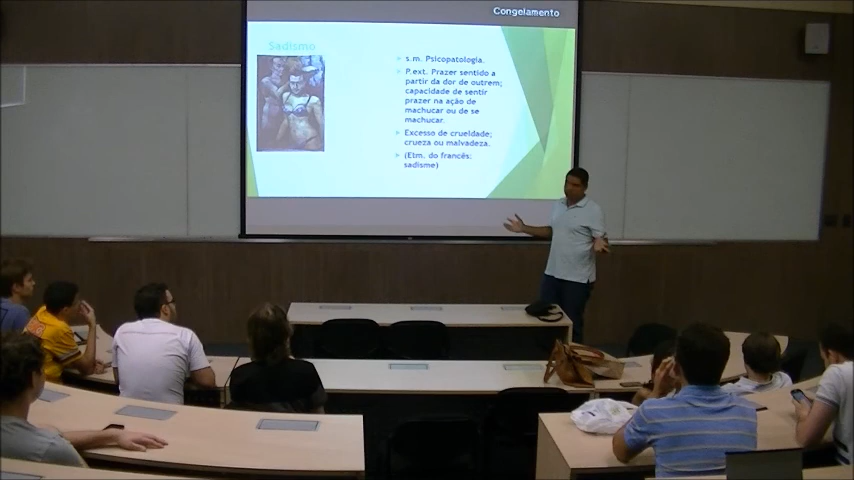 Congelamento
Sadismo
s.m. Psicopatologia.
P.ext. Prazer sentido a
partir da dor de outrem;
capacidade de sentir
prazer na ação de
machucar ou de se
machucar.
Excesso de crueldade;
crueza ou malvadeza.
(Etm. do francês:
sadisme)